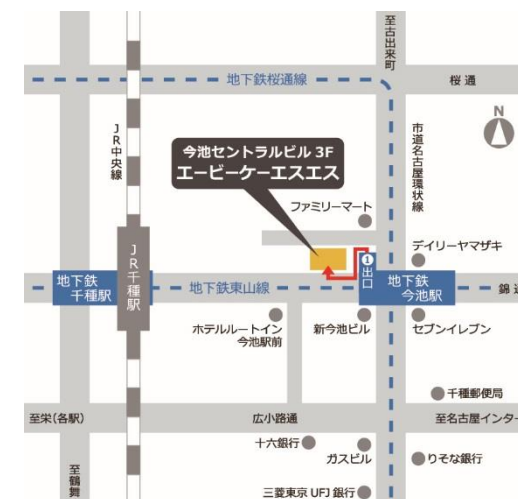 至古出来町
地下鉄桜通線
桜通
N
JR中央線
市道名古屋環状線
今池セントラルビル 3F
エービーケーエスエス
ファミリーマート
デイリーヤマザキ
JR千種駅
1出口
地下鉄
千種駅
地下鉄東山線
地下鉄
今池駅
錦通
ホテルルートイン
今池駅前
新今池ビル
セブンイレブン
千種郵便局
至栄(各駅)
広小路通
至名古屋インター
十六銀行
ガスビル
りそな銀行
至鶴舞
三菱東京 UFJ 銀行